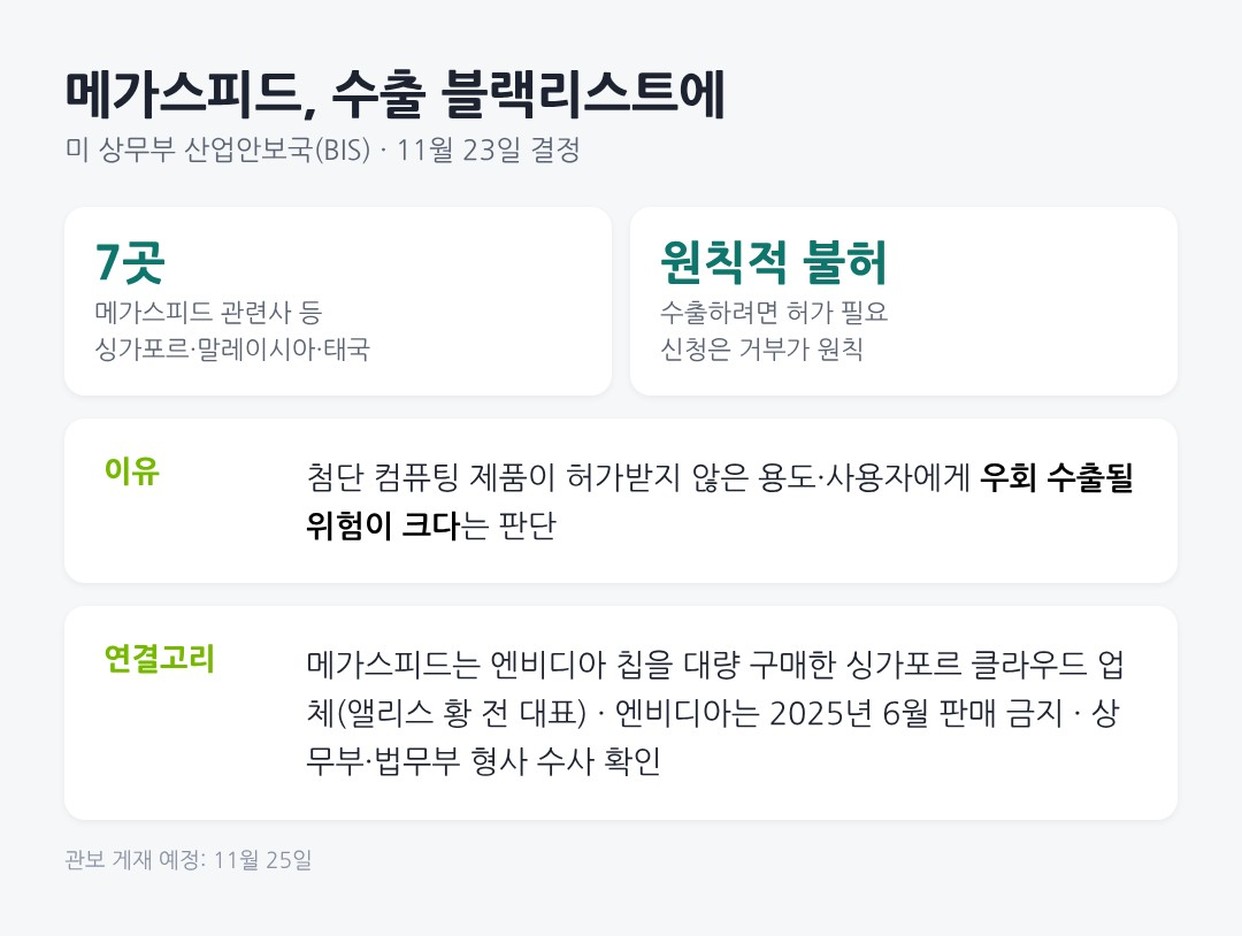 메가스피드, 수출 블랙리스트에
미 상무부 산업안보국(BIS) · 11월 23일 결정
7곳
메가스피드 관련사 등
싱가포르·말레이시아·태국
원칙적 불허
수출하려면 허가 필요
신청은 거부가 원칙
이유
첨단 컴퓨팅 제품이 허가받지 않은 용도·사용자에게 우회 수출될
위험이 크다는 판단
연결고리
메가스피드는 엔비디아 칩을 대량 구매한 싱가포르 클라우드 업
체(앨리스 황 전 대표) · 엔비디아는 2025년 6월 판매 금지 · 상
무부·법무부 형사 수사 확인
관보 게재 예정: 11월 25일